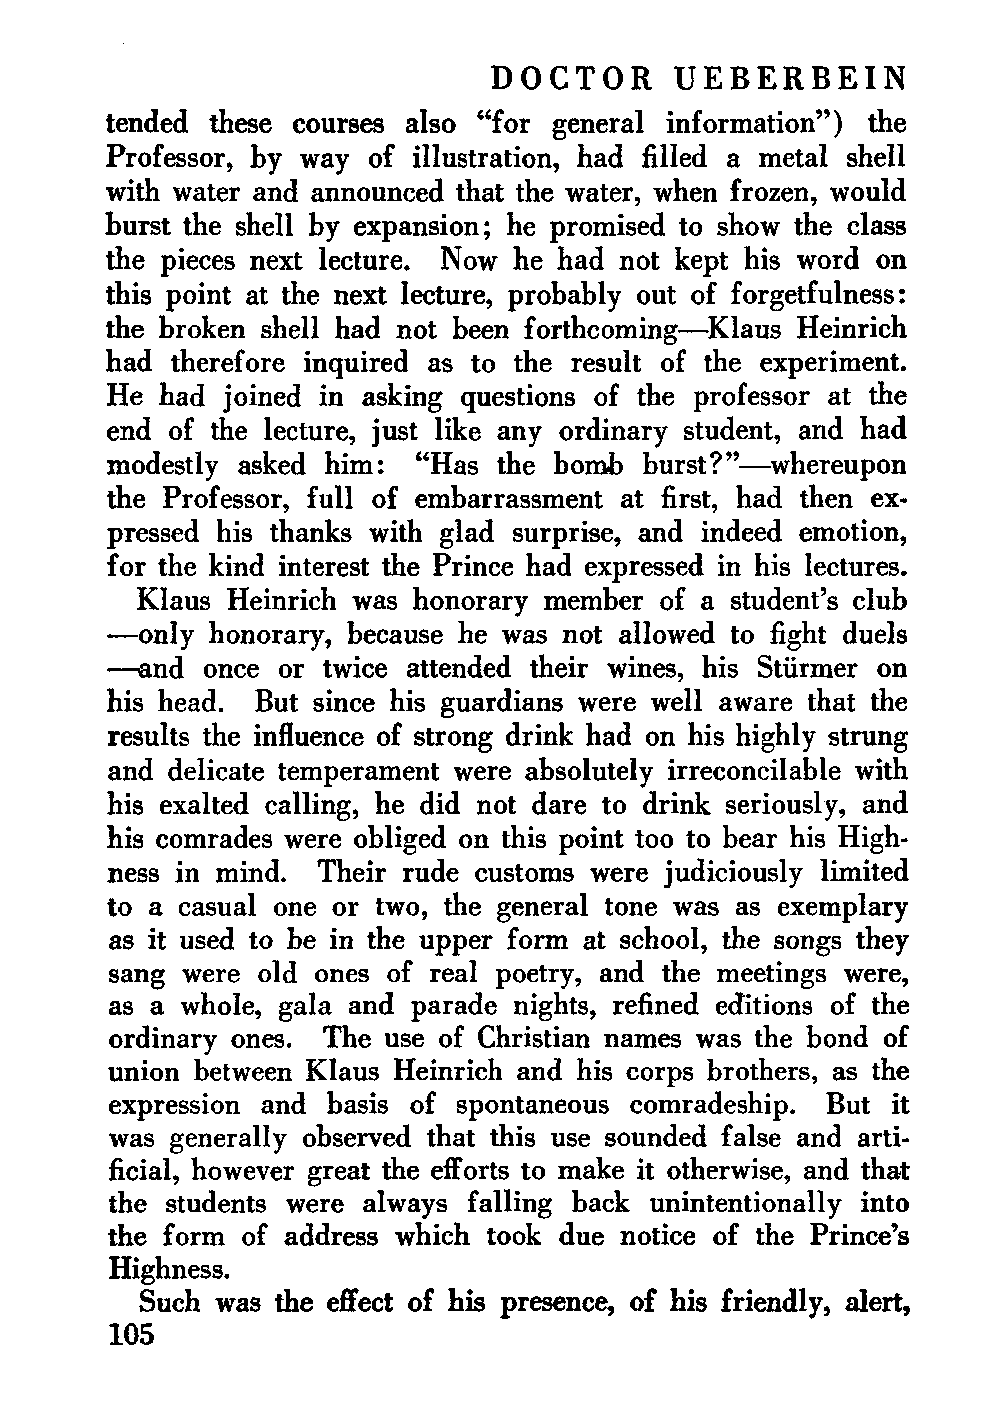 DOCTOR UEBERBEIN
tended these courses also “for general information”) the
Professor, by way of illustration, had filled a metal shell
with water and announced that the water, when frozen, would
burst the shell by expansion; he promised to show the class
the pieces next lecture. Now he had not kept his word on
this point at the next lecture, probably out of forgetfulness:
the broken shell had not been forthcoming—Klaus Heinrich
had therefore inquired as to the result of the experiment.
He had joined in asking questions of the professor at the
end of the lecture, just like any ordinary student, and had
modestly asked him: “Has the bomb burst?”—whereupon
the Professor, full of embarrassment at first, had then ex-
pressed his thanks with glad surprise, and indeed emotion,
for the kind interest the Prince had expressed in his lectures.
Klaus Heinrich was honorary member of a student’s club
—only honorary, because he was not allowed to fight duels
—and once or twice attended their wines, his Stürmer on
his head. But since his guardians were well aware that the
results the influence of strong drink had on his highly strung
and delicate temperament were absolutely irreconcilable with
his exalted calling, he did not dare to drink seriously, and
his comrades were obliged on this point too to bear his High-
ness in mind. Their rude customs were judiciously limited
to a casual one or two, the general tone was as exemplary
as it used to be in the upper form at school, the songs they
sang were old ones of real poetry, and the meetings were,
as a whole, gala and parade nights, refined editions of the
ordinary ones. The use of Christian names was the bond of
union between Klaus Heinrich and his corps brothers, as the
expression and basis of spontaneous comradeship. But it
was generally observed that this use sounded false and arti-
ficial, however great the efforts to make it otherwise, and that
the students were always falling back unintentionally into
the form of address which took due notice of the Prince’s
Highness.
Such was the effect of his presence, of his friendly, alert,
105